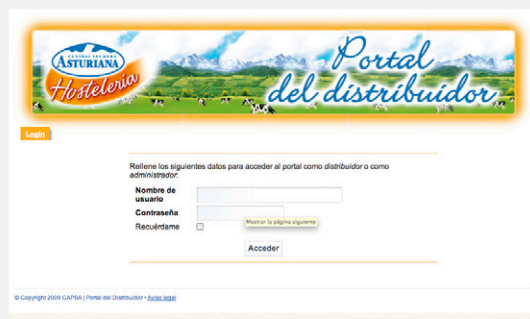 CENTRAL LECHERA
ASTURIANA
Hostelería
Portal
del distribuidor
Login
Rellene los siguientes datos para acceder al portal como distribuidor o como
administrador.
Nombre de
usuario
Contraseña
Mostrar la página siguiente
Recuérdame
Acceder
© Copyright 2009 CAPSA | Portal del Distribuidor • Aviso legal